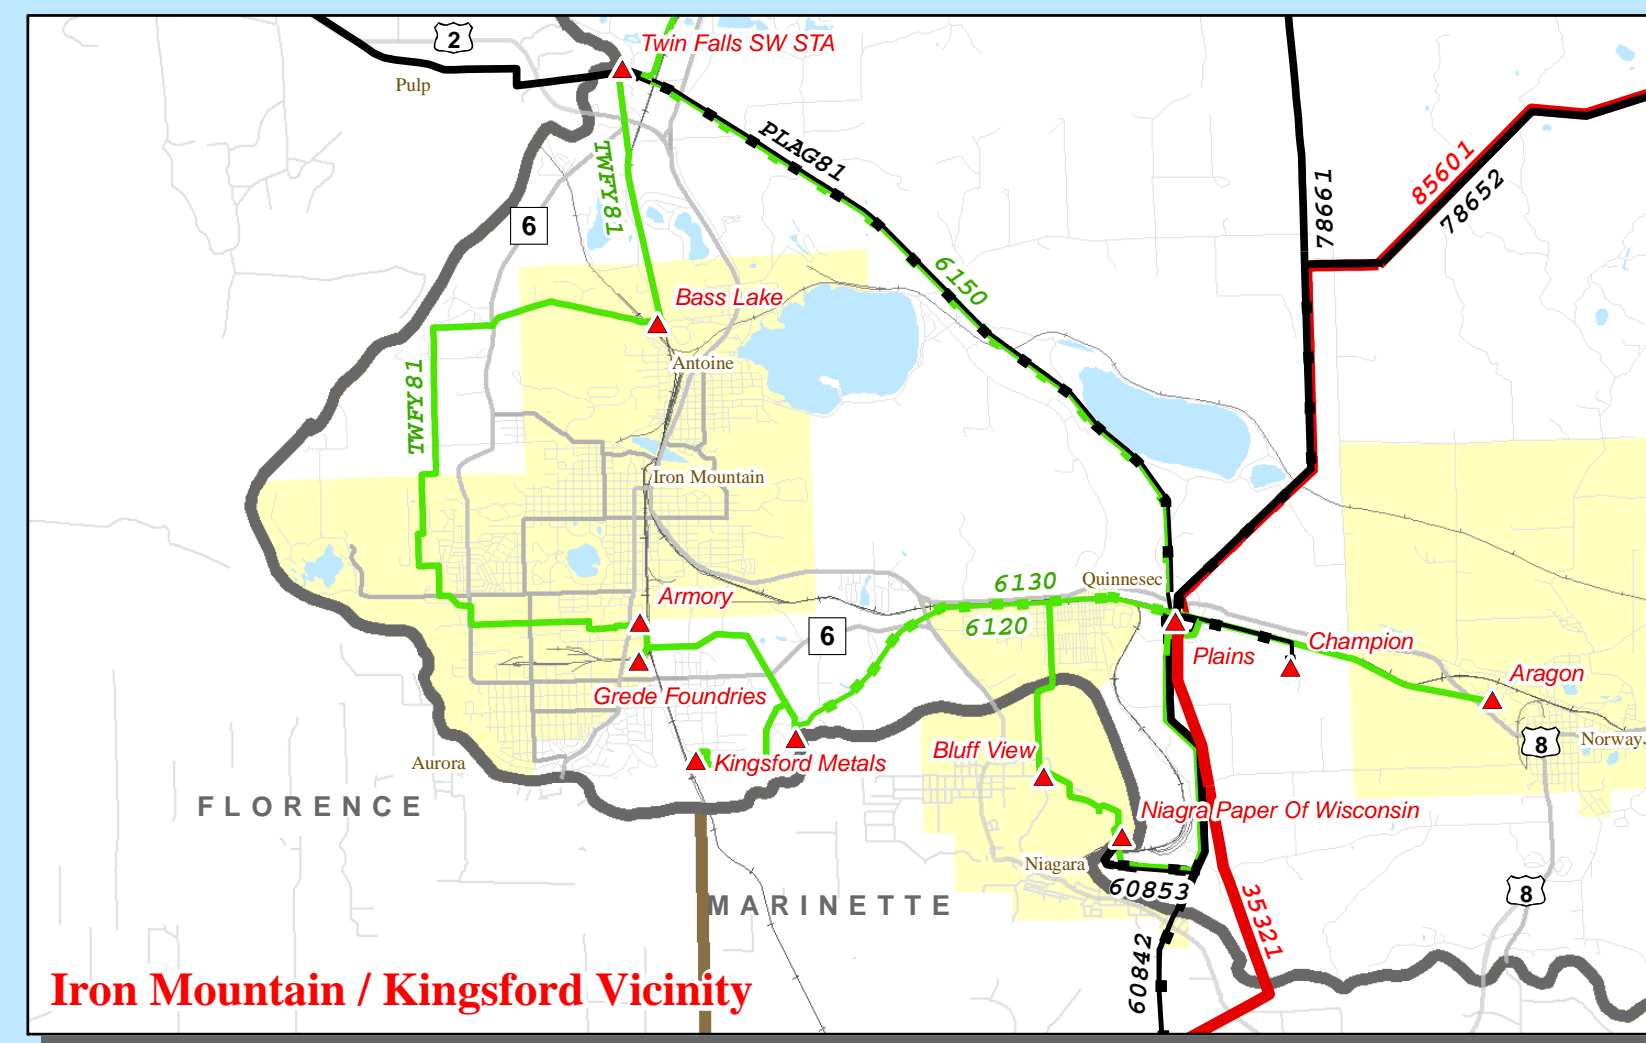 2
Twin Falls SW STA
Pulp
PLAG81
TWFY81
85601
78652
78661
6
6150
Bass Lake
Antoine
TWFY81
Iron Mountain
6130
Quinnesec
Armory
6120
6
Champion
Plains
Aragon
Grede Foundries
Norway
8
Bluff View
Kingsford Metals
Aurora
FLORENCE
Niagra Paper Of Wisconsin
Niagara
60853
8
MARINETTE
35321
60842
Iron Mountain / Kingsford Vicinity